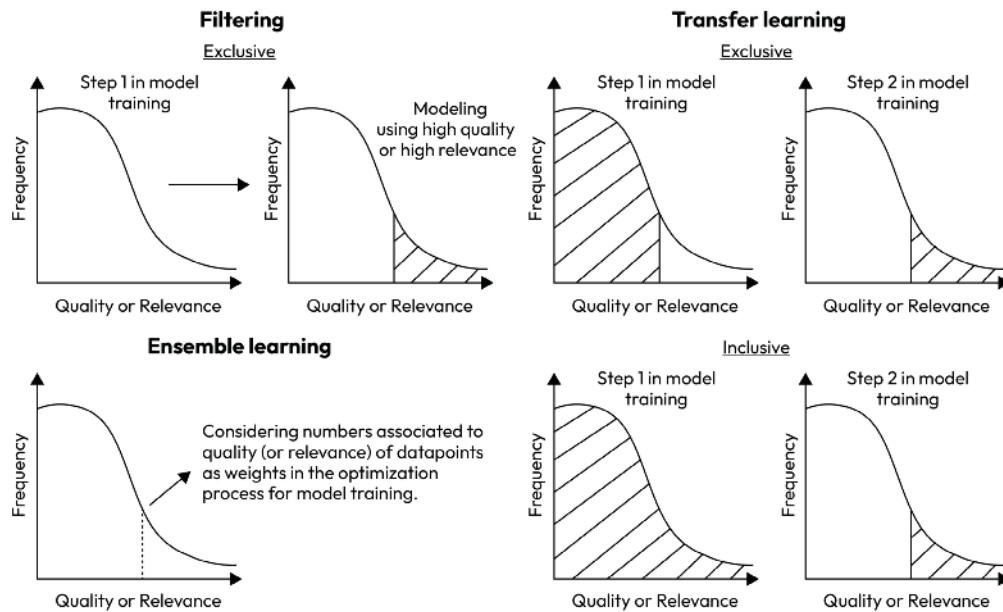 Filtering
Exclusive
Step 1 in model
training
Frequency
Quality or Relevance
Modeling
using high quality
or high relevance
Frequency
Quality or Relevance
Transfer learning
Exclusive
Step 1 in model
training
Frequency
Quality or Relevance
Step 2 in model
training
Frequency
Quality or Relevance
Ensemble learning
Considering numbers associated to
quality (or relevance) of datapoints
as weights in the optimization
process for model training.
Frequency
Quality or Relevance
Inclusive
Step 1 in model
training
Frequency
Quality or Relevance
Step 2 in model
training
Frequency
Quality or Relevance